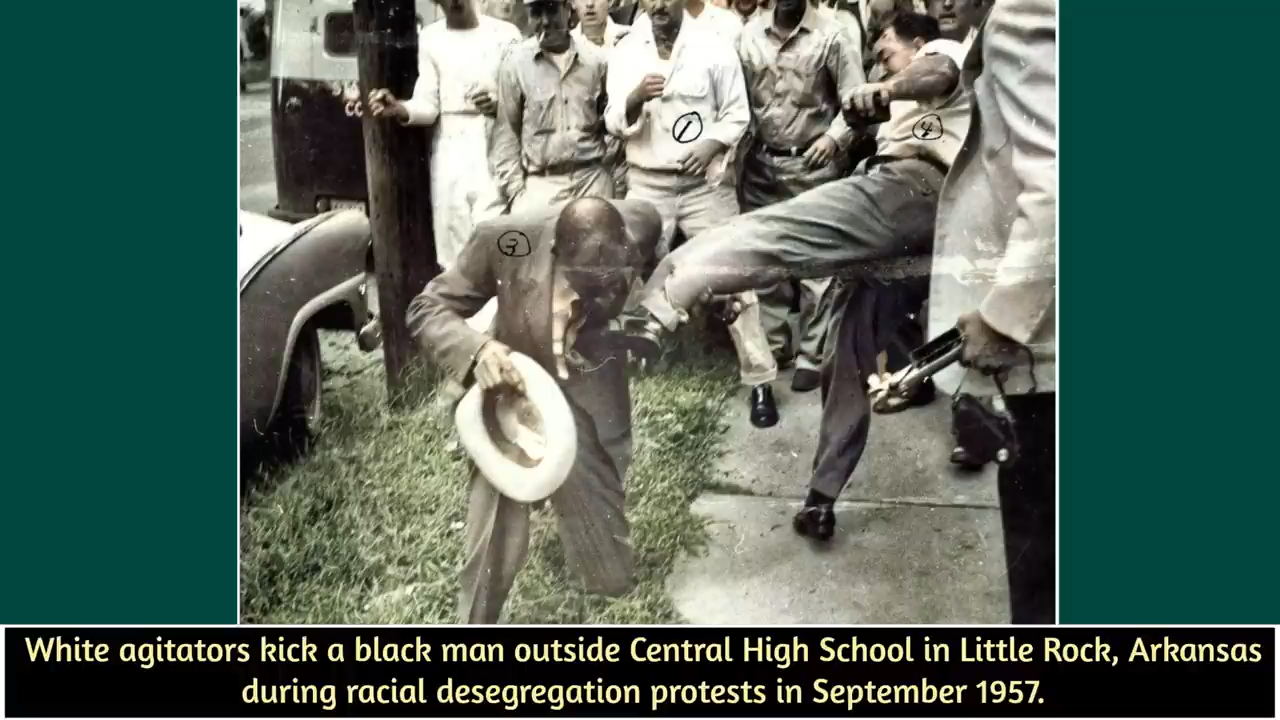 1
4
3
White agitators kick a black man outside Central High School in Little Rock, Arkansas
during racial desegregation protests in September 1957.